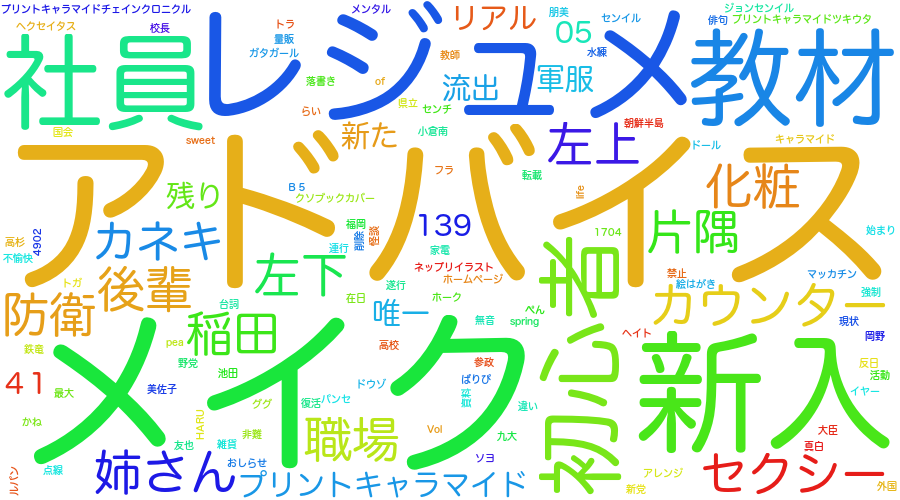 プリントキャラマイドチェインクロニクル
ヘクセイタス
校長
トラ
量販
ガタガール
メンタル
リアル
教師
朋美
05
センイル
水練
ジョンセンイル
俳句
プリントキャラマイドツキウタ
社員
レジュメ
教材
落書き
of
流出
軍服
らい
県立
センチ
国会
sweet
新た
小倉南
左上
朝鮮半島
ドール
キャラマイド
アドバイス
フラ
転載
life
化粧
残り
B5
クソブックカバー
139
カネキ
福岡
削除
怪談
連行
家電
1704
片隅
始まり
高杉
不愉快
4902
左下
ネップリイラスト
ホームページ
禁止
絵はがき
マッカチン
強制
トガ
後輩
台詞
在日
遂行
ホーク
初心者
カウンター
防衛
稲田
唯一
無音
ぺん
spring
ヘイト
現状
岡野
鉄竜
pea
野党
高校
参政
新入
反日
活動
41
最大
美佐子
池田
ドウゾ
ぱりぴ
イヤー
メイク
かね
HARU
ググ
復活
パンセ
違い
友也
雑貨
非難
職場
Vol
九大
大臣
真白
点線
姉さん
おしらせ
ソヨ
アレンジ
セクシー
ルパン
プリントキャラマイド
新党
外国